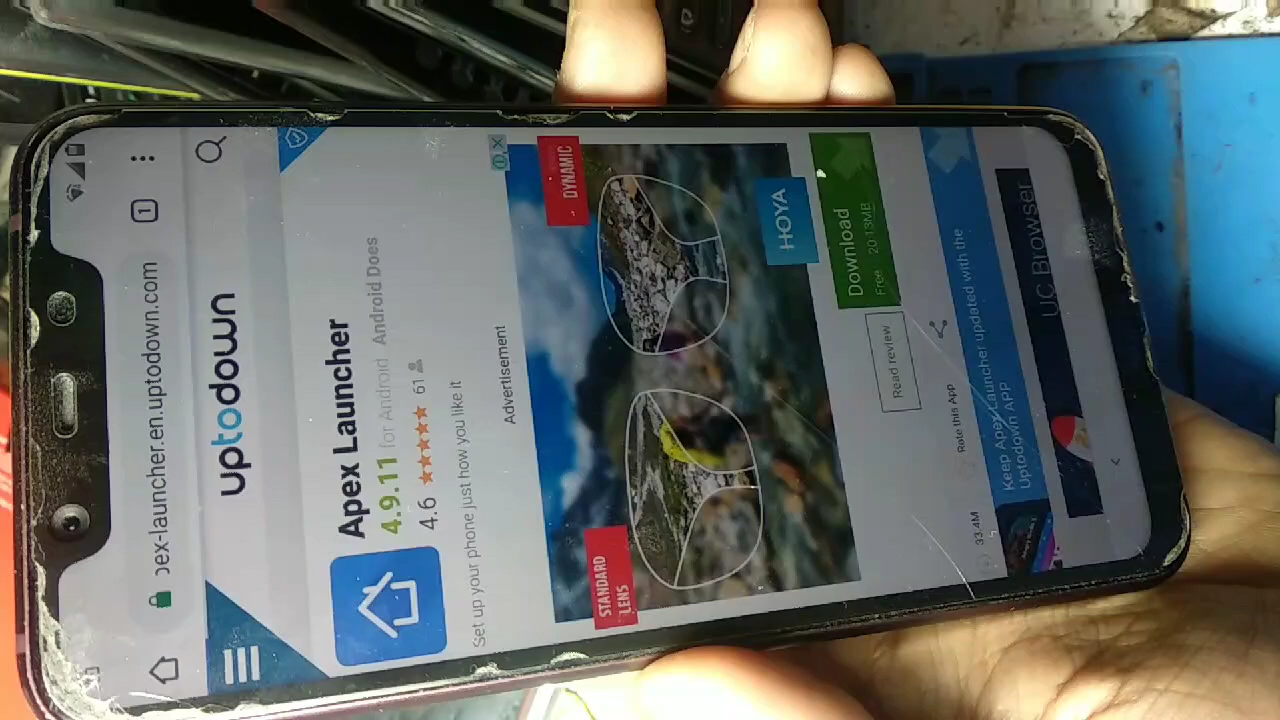 1
ex-launcher.en.uptodown.com
uptodown
Apex Launcher
4.9.11 for Android Android Does
4.6 61
Set up your phone just how you like it
Advertisement
STANDARD
LENS
DYNAMIC
HOYA
Download
Free 20.13MB
Read review
Rate this App
33.4M
Keep Apex Launcher updated with the
Uptodown APP
UC Browser